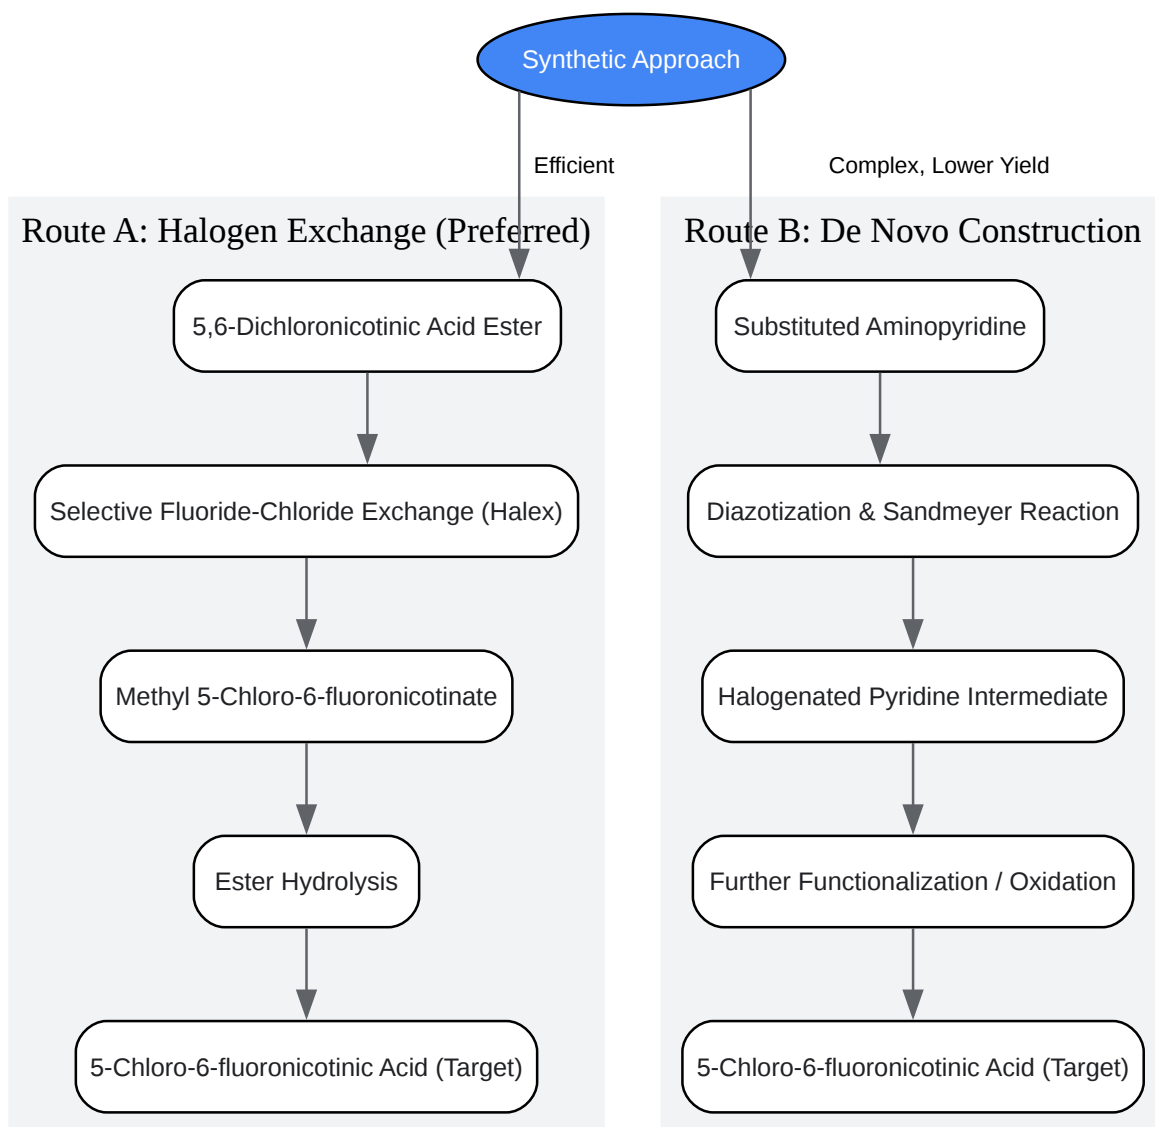 Synthetic Approach
Efficient
Complex, Lower Yield
Route A: Halogen Exchange (Preferred)
5,6-Dichloronicotinic Acid Ester
Selective Fluoride-Chloride Exchange (Halex)
Methyl 5-Chloro-6-fluoronicotinate
Ester Hydrolysis
5-Chloro-6-fluoronicotinic Acid (Target)
Route B: De Novo Construction
Substituted Aminopyridine
Diazotization & Sandmeyer Reaction
Halogenated Pyridine Intermediate
Further Functionalization / Oxidation
5-Chloro-6-fluoronicotinic Acid (Target)